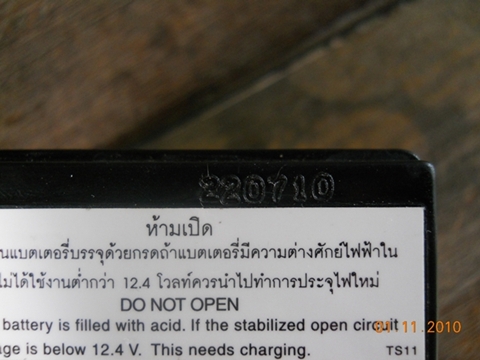 220710
ห้ามเปิด
นแบตเตอรี่บรรจุด้วยกรดถ้าแบตเตอรี่มีความต่างศักย์ไฟฟ้าใน
ไม่ได้ใช้งานต่ำกว่า 12.4 โวลท์ควรนำไปทำการประจุไฟใหม่
DO NOT OPEN
battery is filled with acid. If the stabilized open circuit
ge is below 12.4 V. This needs charging.
TS11
01 11 2010